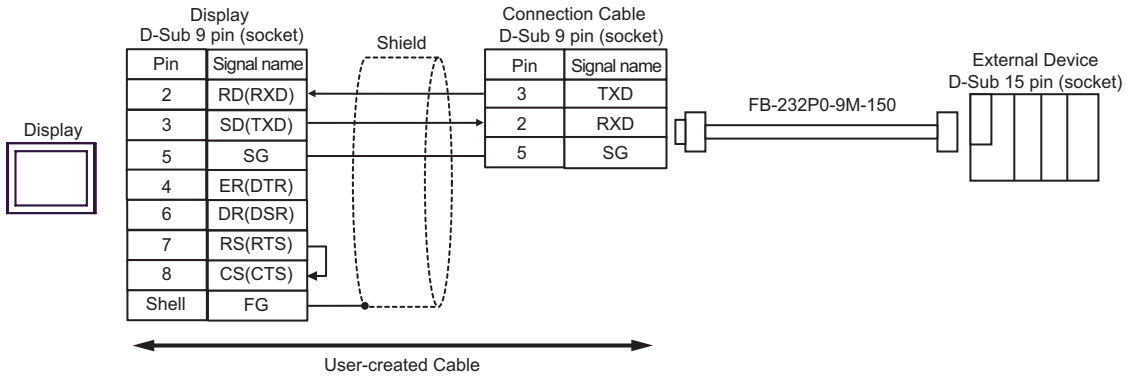 Display
D-Sub 9 pin (socket)
Shield
Connection Cable
D-Sub 9 pin (socket)
External Device
D-Sub 15 pin (socket)
Display
Pin Signal name
2 RD(RXD)
3 SD(TXD)
5 SG
4 ER(DTR)
6 DR(DSR)
7 RS(RTS)
8 CS(CTS)
Shell FG
Pin Signal name
3 TXD
2 RXD
5 SG
FB-232P0-9M-150
User-created Cable